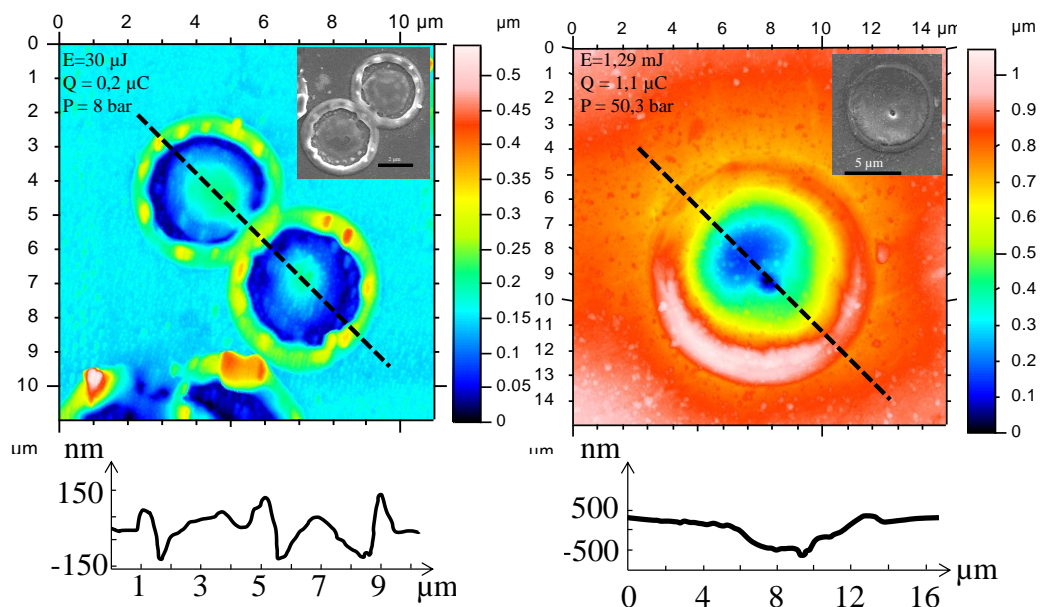 0 2 4 6 8 10 µm
0
1
2
3
4
5
6
7
8
9
10
µm
E=30 µJ
Q = 0,2 µC
P = 8 bar
2 µm
µm
0.5
0.45
0.4
0.35
0.3
0.25
0.2
0.15
0.1
0.05
0
0 2 4 6 8 10 12 14 µm
0
1
2
3
4
5
6
7
8
9
10
11
12
13
14
µm
E=1,29 mJ
Q = 1,1 µC
P = 50,3 bar
5 µm
µm
1
0.9
0.8
0.7
0.6
0.5
0.4
0.3
0.2
0.1
0
nm
150
-150
1 3 5 7 9
µm
nm
500
-500
0 4 8 12 16
µm